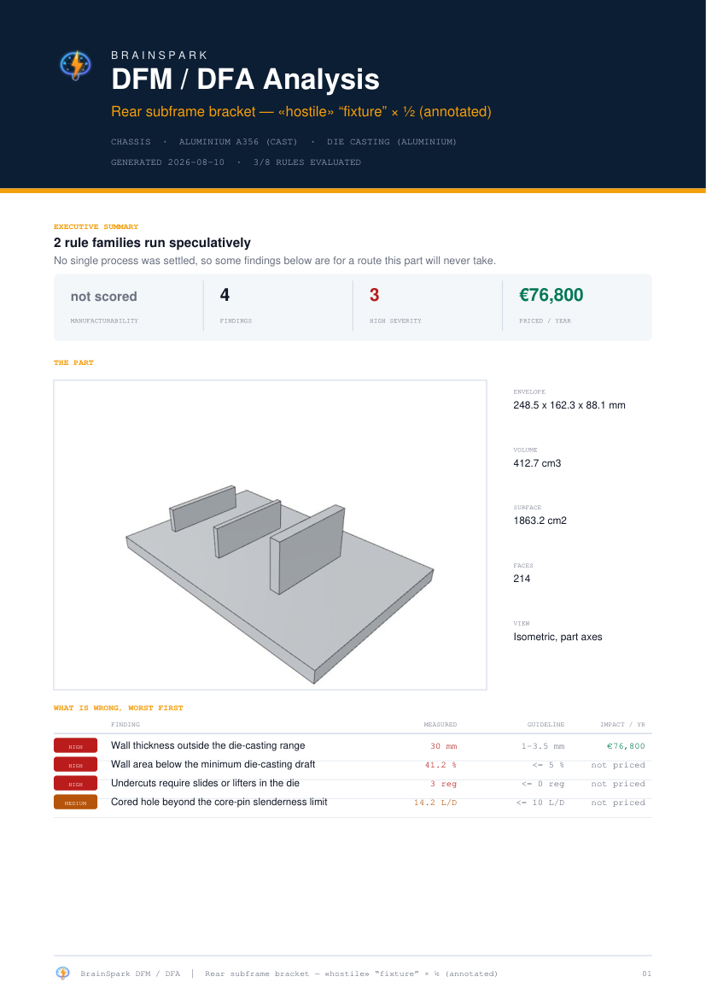 BRAINSPARK
DFM / DFA Analysis
Rear subframe bracket — «hostile» “fixture” × ½ (annotated)
CHASSIS · ALUMINIUM A356 (CAST) · DIE CASTING (ALUMINIUM)
GENERATED 2026-08-10 · 3/8 RULES EVALUATED
EXECUTIVE SUMMARY
2 rule families run speculatively
No single process was settled, so some findings below are for a route this part will never take.
not scored 4 3 €76,800
MANUFACTURABILITY FINDINGS HIGH SEVERITY PRICED / YEAR
THE PART
ENVELOPE
248.5 x 162.3 x 88.1 mm
VOLUME
412.7 cm3
SURFACE
1863.2 cm2
FACES
214
VIEW
Isometric, part axes
WHAT IS WRONG, WORST FIRST
FINDING MEASURED GUIDELINE IMPACT / YR
HIGH Wall thickness outside the die-casting range 30 mm 1-3.5 mm €76,800
HIGH Wall area below the minimum die-casting draft 41.2 % <= 5 % not priced
HIGH Undercuts require slides or lifters in the die 3 reg <= 0 reg not priced
MEDIUM Cored hole beyond the core-pin slenderness limit 14.2 L/D <= 10 L/D not priced
BrainSpark DFM / DFA | Rear subframe bracket — «hostile» “fixture” × ½ (annotated) 01